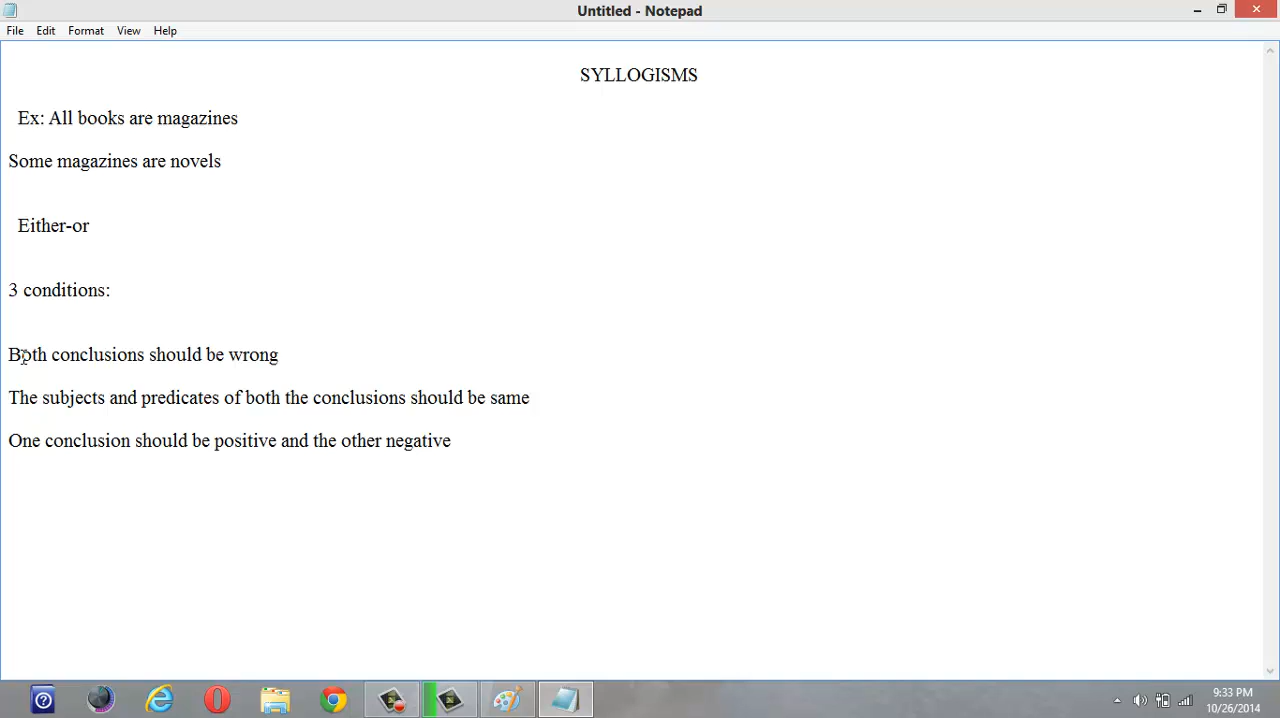 Untitled - Notepad
File Edit Format View Help
SYLLOGISMS
Ex: All books are magazines
Some magazines are novels
Either-or
3 conditions:
Both conclusions should be wrong
The subjects and predicates of both the conclusions should be same
One conclusion should be positive and the other negative
9:33 PM
10/26/2014